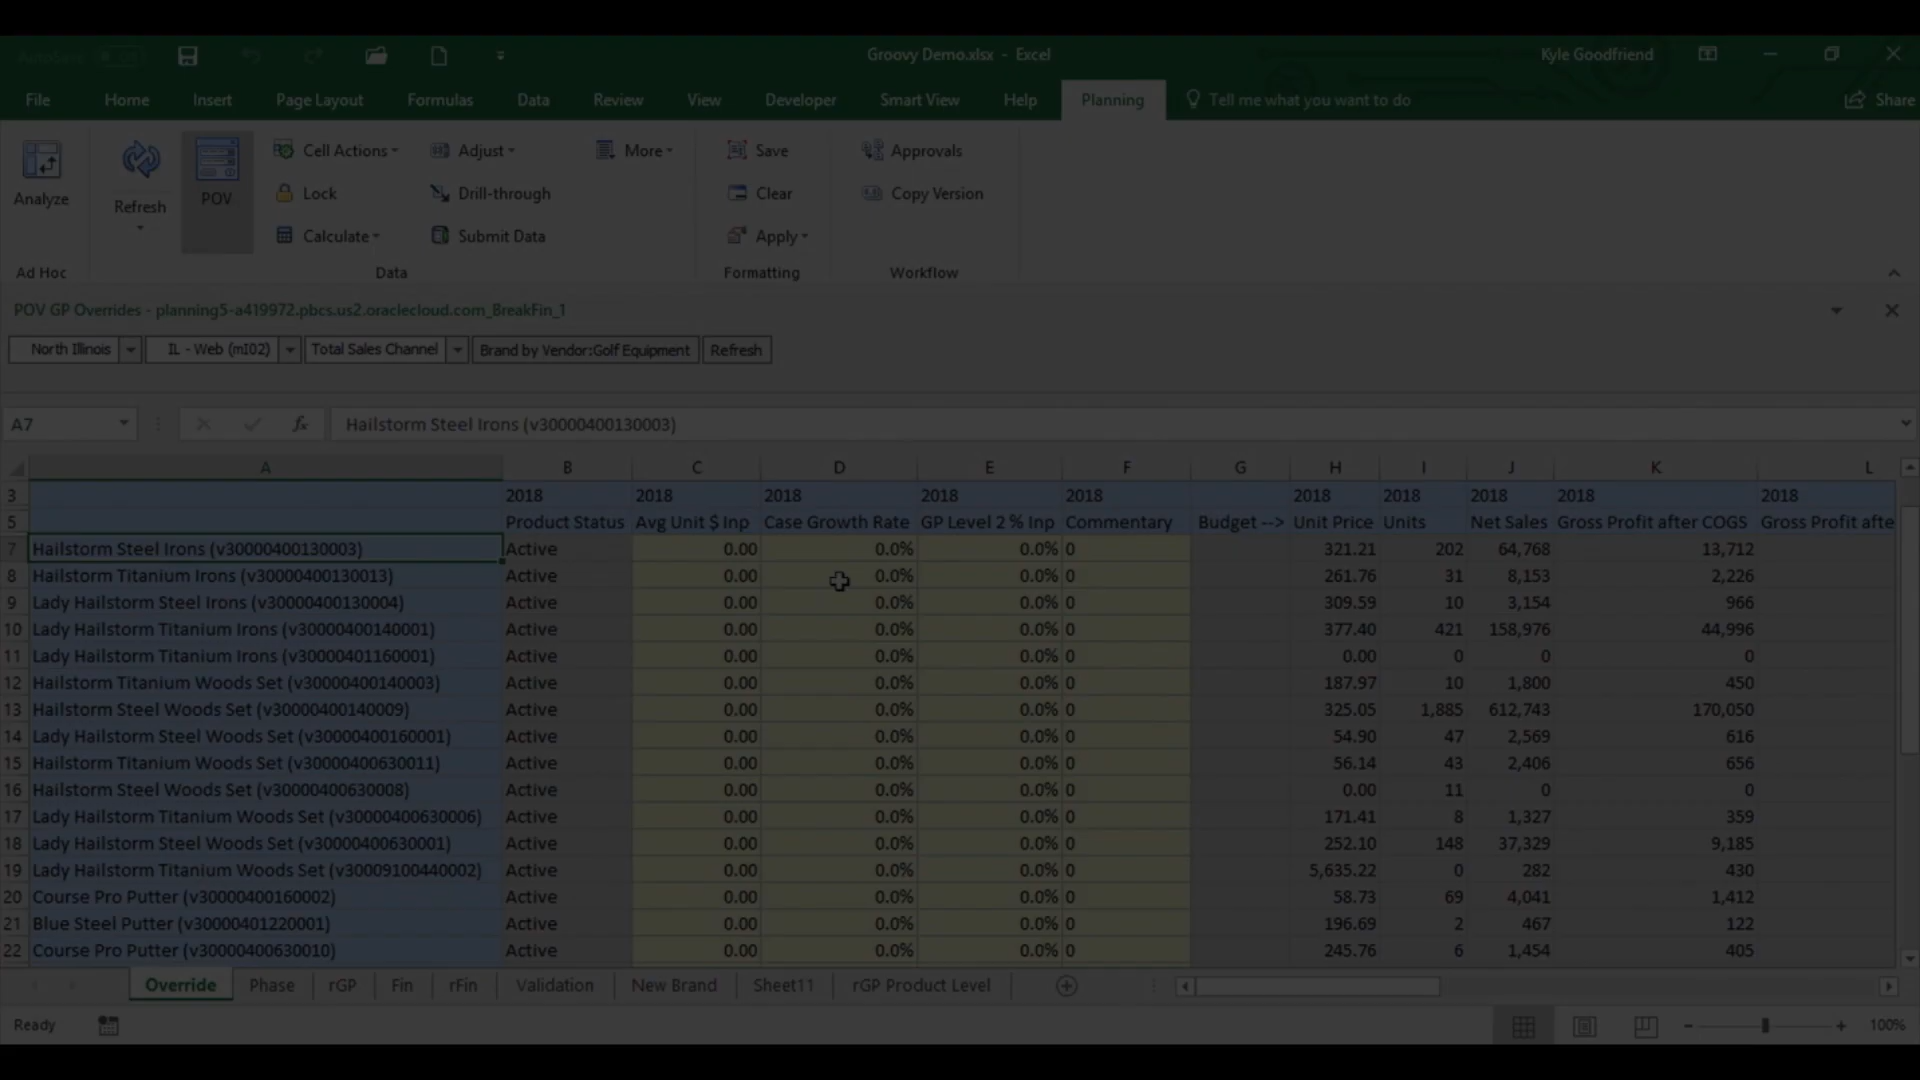 AutoSave
Groovy Demo.xlsx - Excel
Kyle Goodfriend
File Home Insert Page Layout Formulas Data Review View Developer Smart View Help Planning Tell me what you want to do Share
Analyze Refresh POV Cell Actions Adjust More Save Approvals
Lock Drill-through Clear Copy Version
Calculate Submit Data Apply
Ad Hoc Data Formatting Workflow
POV GP Overrides - planning5-a419972.pbcs.us2.oraclecloud.com_BreakFin_1
North Illinois IL - Web (mI02) Total Sales Channel Brand by Vendor:Golf Equipment Refresh
A7 fx Hailstorm Steel Irons (v30000400130003)
A B C D E F G H I J K L
3 2018 2018 2018 2018 2018 2018 2018 2018 2018 2018
5 Product Status Avg Unit $ Inp Case Growth Rate GP Level 2 % Inp Commentary Budget --> Unit Price Units Net Sales Gross Profit after COGS Gross Profit afte
7 Hailstorm Steel Irons (v30000400130003) Active 0.00 0.0% 0.0% 0 321.21 202 64,768 13,712
8 Hailstorm Titanium Irons (v30000400130013) Active 0.00 0.0% 0.0% 0 261.76 31 8,153 2,226
9 Lady Hailstorm Steel Irons (v30000400130004) Active 0.00 0.0% 0.0% 0 309.59 10 3,154 966
10 Lady Hailstorm Titanium Irons (v30000400140001) Active 0.00 0.0% 0.0% 0 377.40 421 158,976 44,996
11 Lady Hailstorm Titanium Irons (v30000401160001) Active 0.00 0.0% 0.0% 0 0.00 0 0 0
12 Hailstorm Titanium Woods Set (v30000400140003) Active 0.00 0.0% 0.0% 0 187.97 10 1,800 450
13 Hailstorm Steel Woods Set (v30000400140009) Active 0.00 0.0% 0.0% 0 325.05 1,885 612,743 170,050
14 Lady Hailstorm Steel Woods Set (v30000400160001) Active 0.00 0.0% 0.0% 0 54.90 47 2,569 616
15 Hailstorm Titanium Woods Set (v30000400630011) Active 0.00 0.0% 0.0% 0 56.14 43 2,406 656
16 Hailstorm Steel Woods Set (v30000400630008) Active 0.00 0.0% 0.0% 0 0.00 11 0 0
17 Lady Hailstorm Titanium Woods Set (v30000400630006) Active 0.00 0.0% 0.0% 0 171.41 8 1,327 359
18 Lady Hailstorm Steel Woods Set (v30000400630001) Active 0.00 0.0% 0.0% 0 252.10 148 37,329 9,185
19 Lady Hailstorm Titanium Woods Set (v30009100440002) Active 0.00 0.0% 0.0% 0 5,635.22 0 282 430
20 Course Pro Putter (v30000400160002) Active 0.00 0.0% 0.0% 0 58.73 69 4,041 1,412
21 Blue Steel Putter (v30000401220001) Active 0.00 0.0% 0.0% 0 196.69 2 467 122
22 Course Pro Putter (v30000400630010) Active 0.00 0.0% 0.0% 0 245.76 6 1,454 405
Override Phase rGP Fin rFin Validation New Brand Sheet11 rGP Product Level
Ready 100%